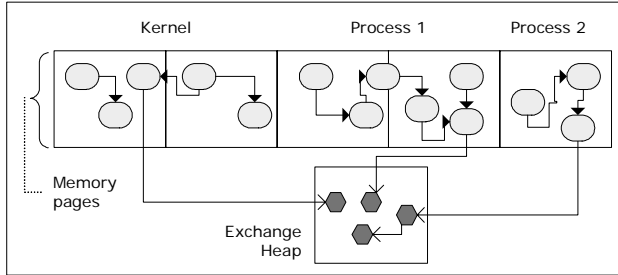 Kernel
Process 1
Process 2
Memory
pages
Exchange
Heap